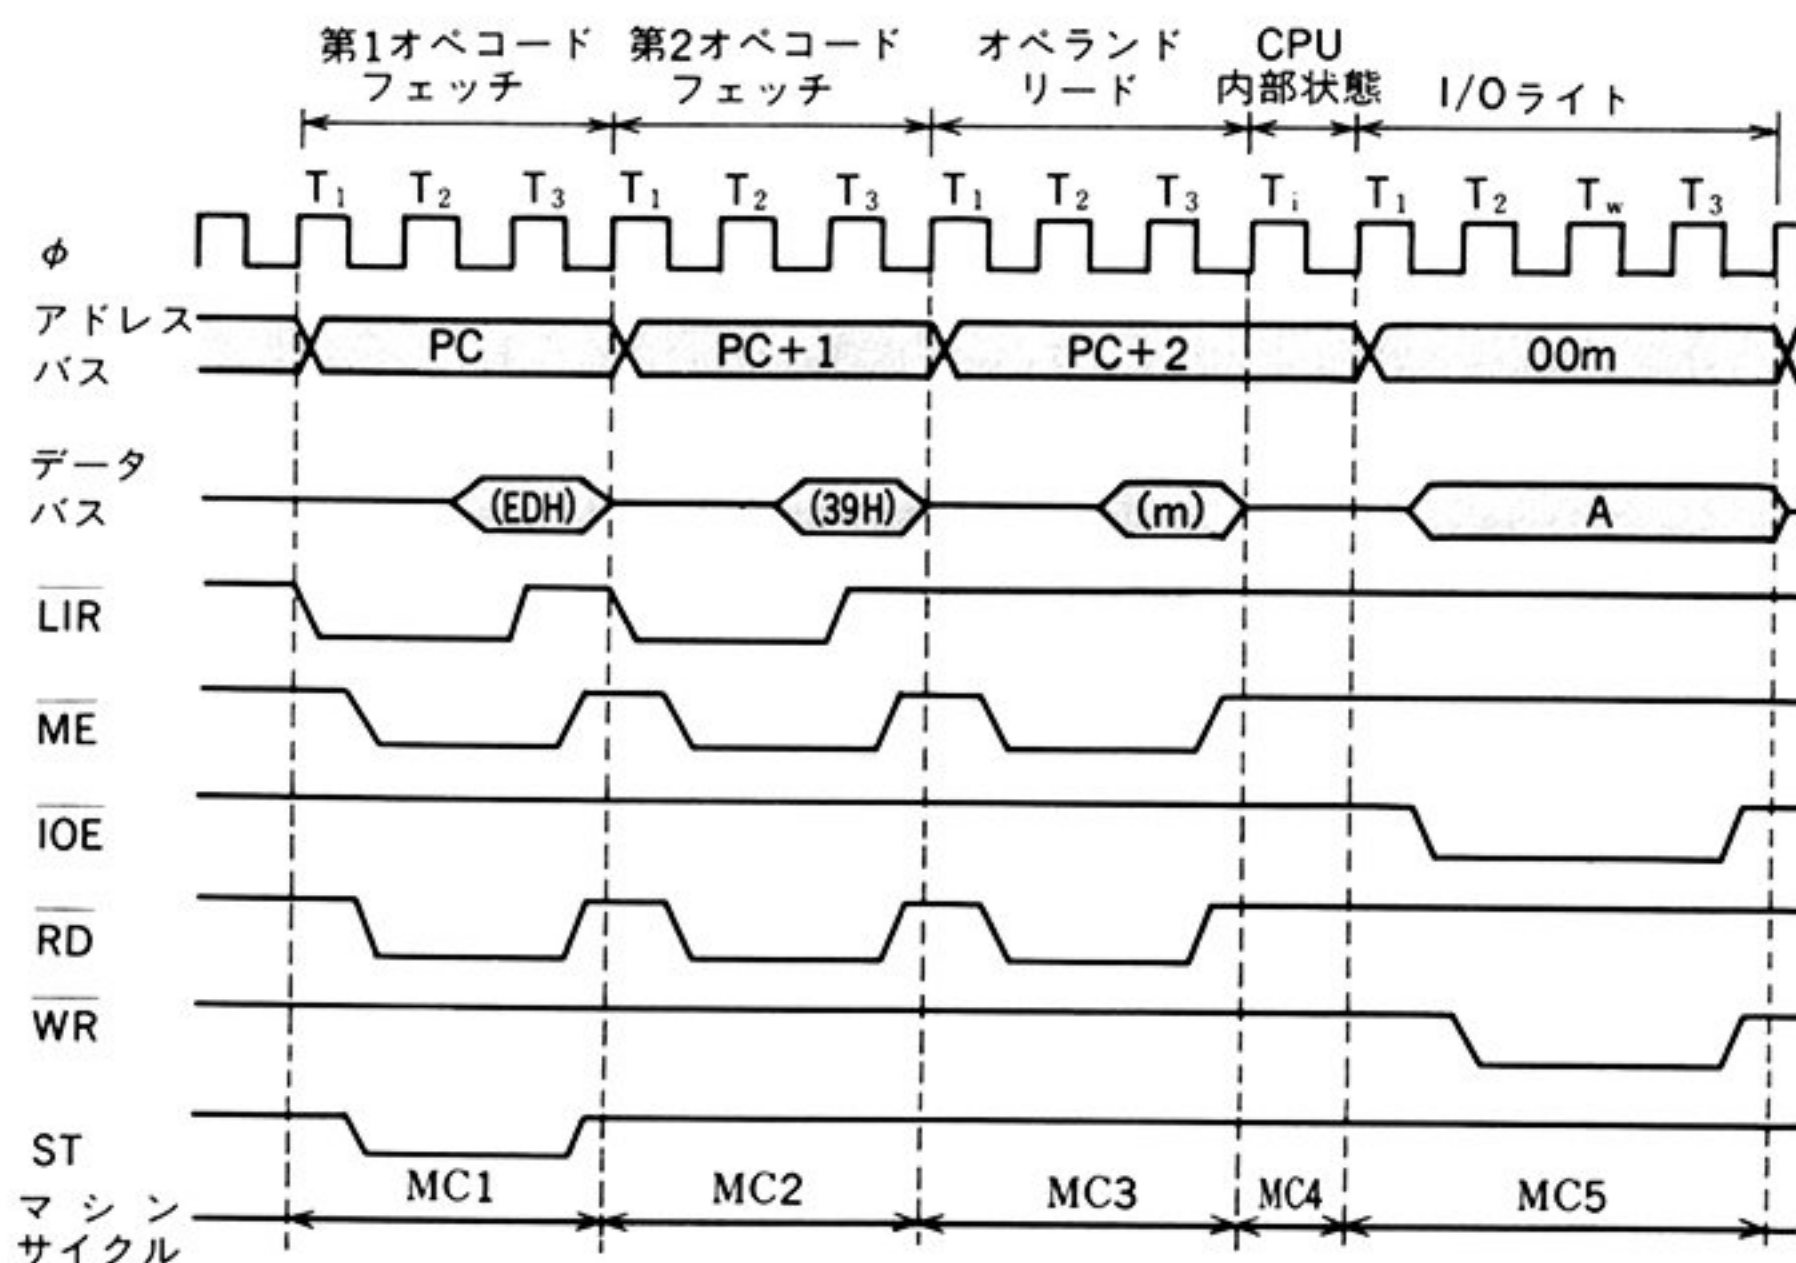 第1オペコード
フェッチ
第2オペコード
フェッチ
オペランド
リード
CPU
内部状態
I/Oライト
T1 T2 T3 T1 T2 T3 T1 T2 T3 Ti T1 T2 Tw T3
φ
アドレス
バス
PC PC+1 PC+2 00m
データ
バス
(EDH) (39H) (m) A
LIR
ME
IOE
RD
WR
ST
マシン
サイクル
MC1 MC2 MC3 MC4 MC5